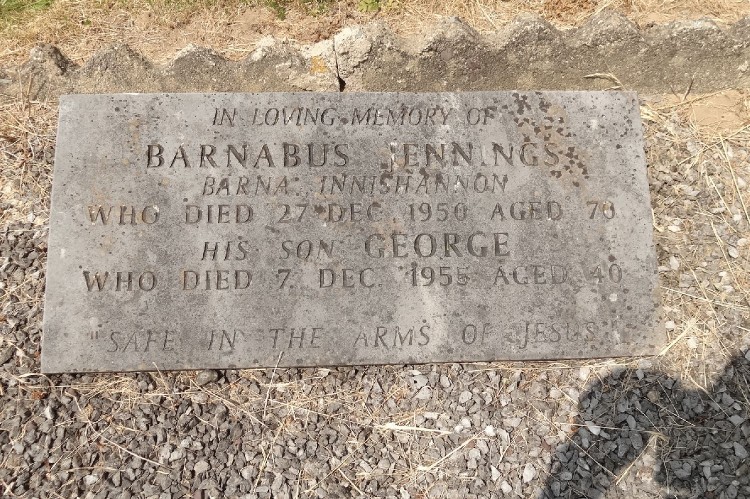 IN LOVING MEMORY OF
BARNABUS JENNINGS
BARNA INNISHANNON
WHO DIED 27 DEC. 1950 AGED 70
HIS SON GEORGE
WHO DIED 7. DEC. 1955 AGED 40
"SAFE IN THE ARMS OF JESUS"